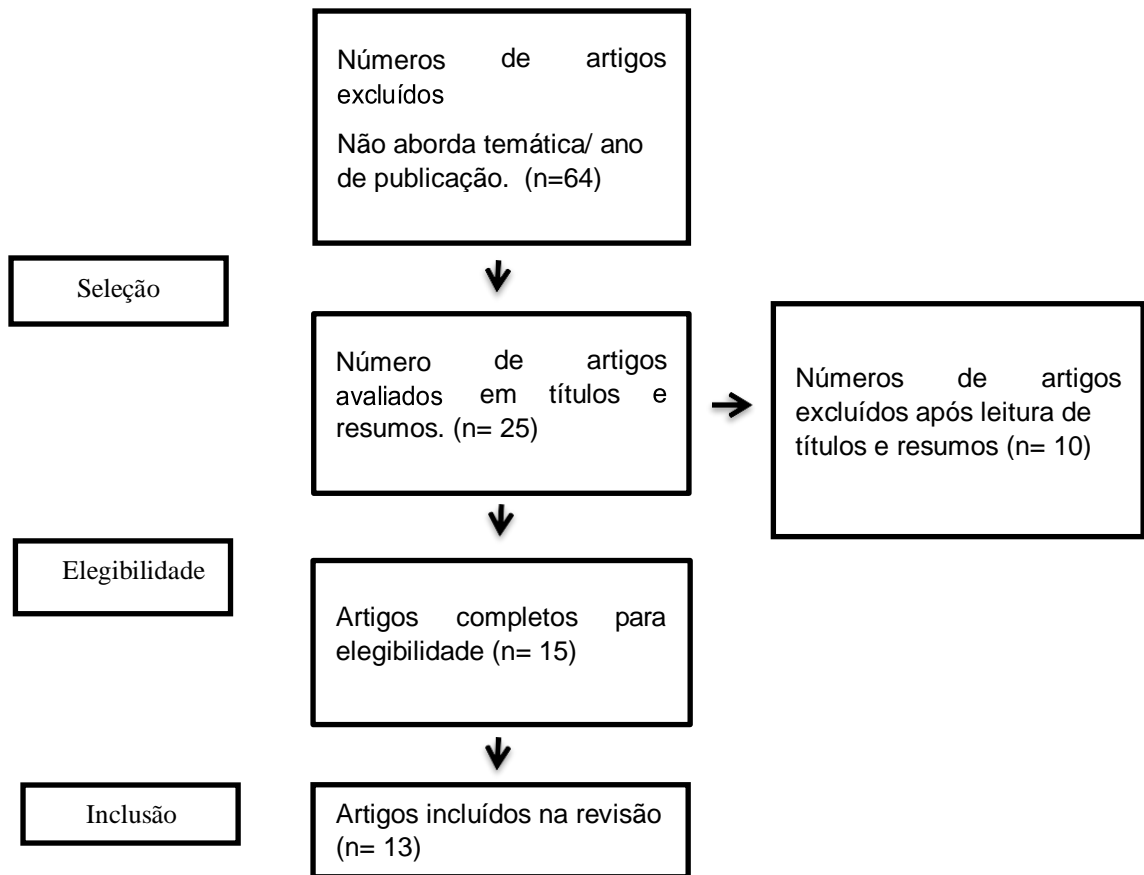 Números de artigos
excluídos
Não aborda temática/ ano
de publicação. (n=64)
Seleção
Número de artigos
avaliados em títulos e
resumos. (n= 25)
Números de artigos
excluídos após leitura de
títulos e resumos (n= 10)
Elegibilidade
Artigos completos para
elegibilidade (n= 15)
Inclusão
Artigos incluídos na revisão
(n= 13)